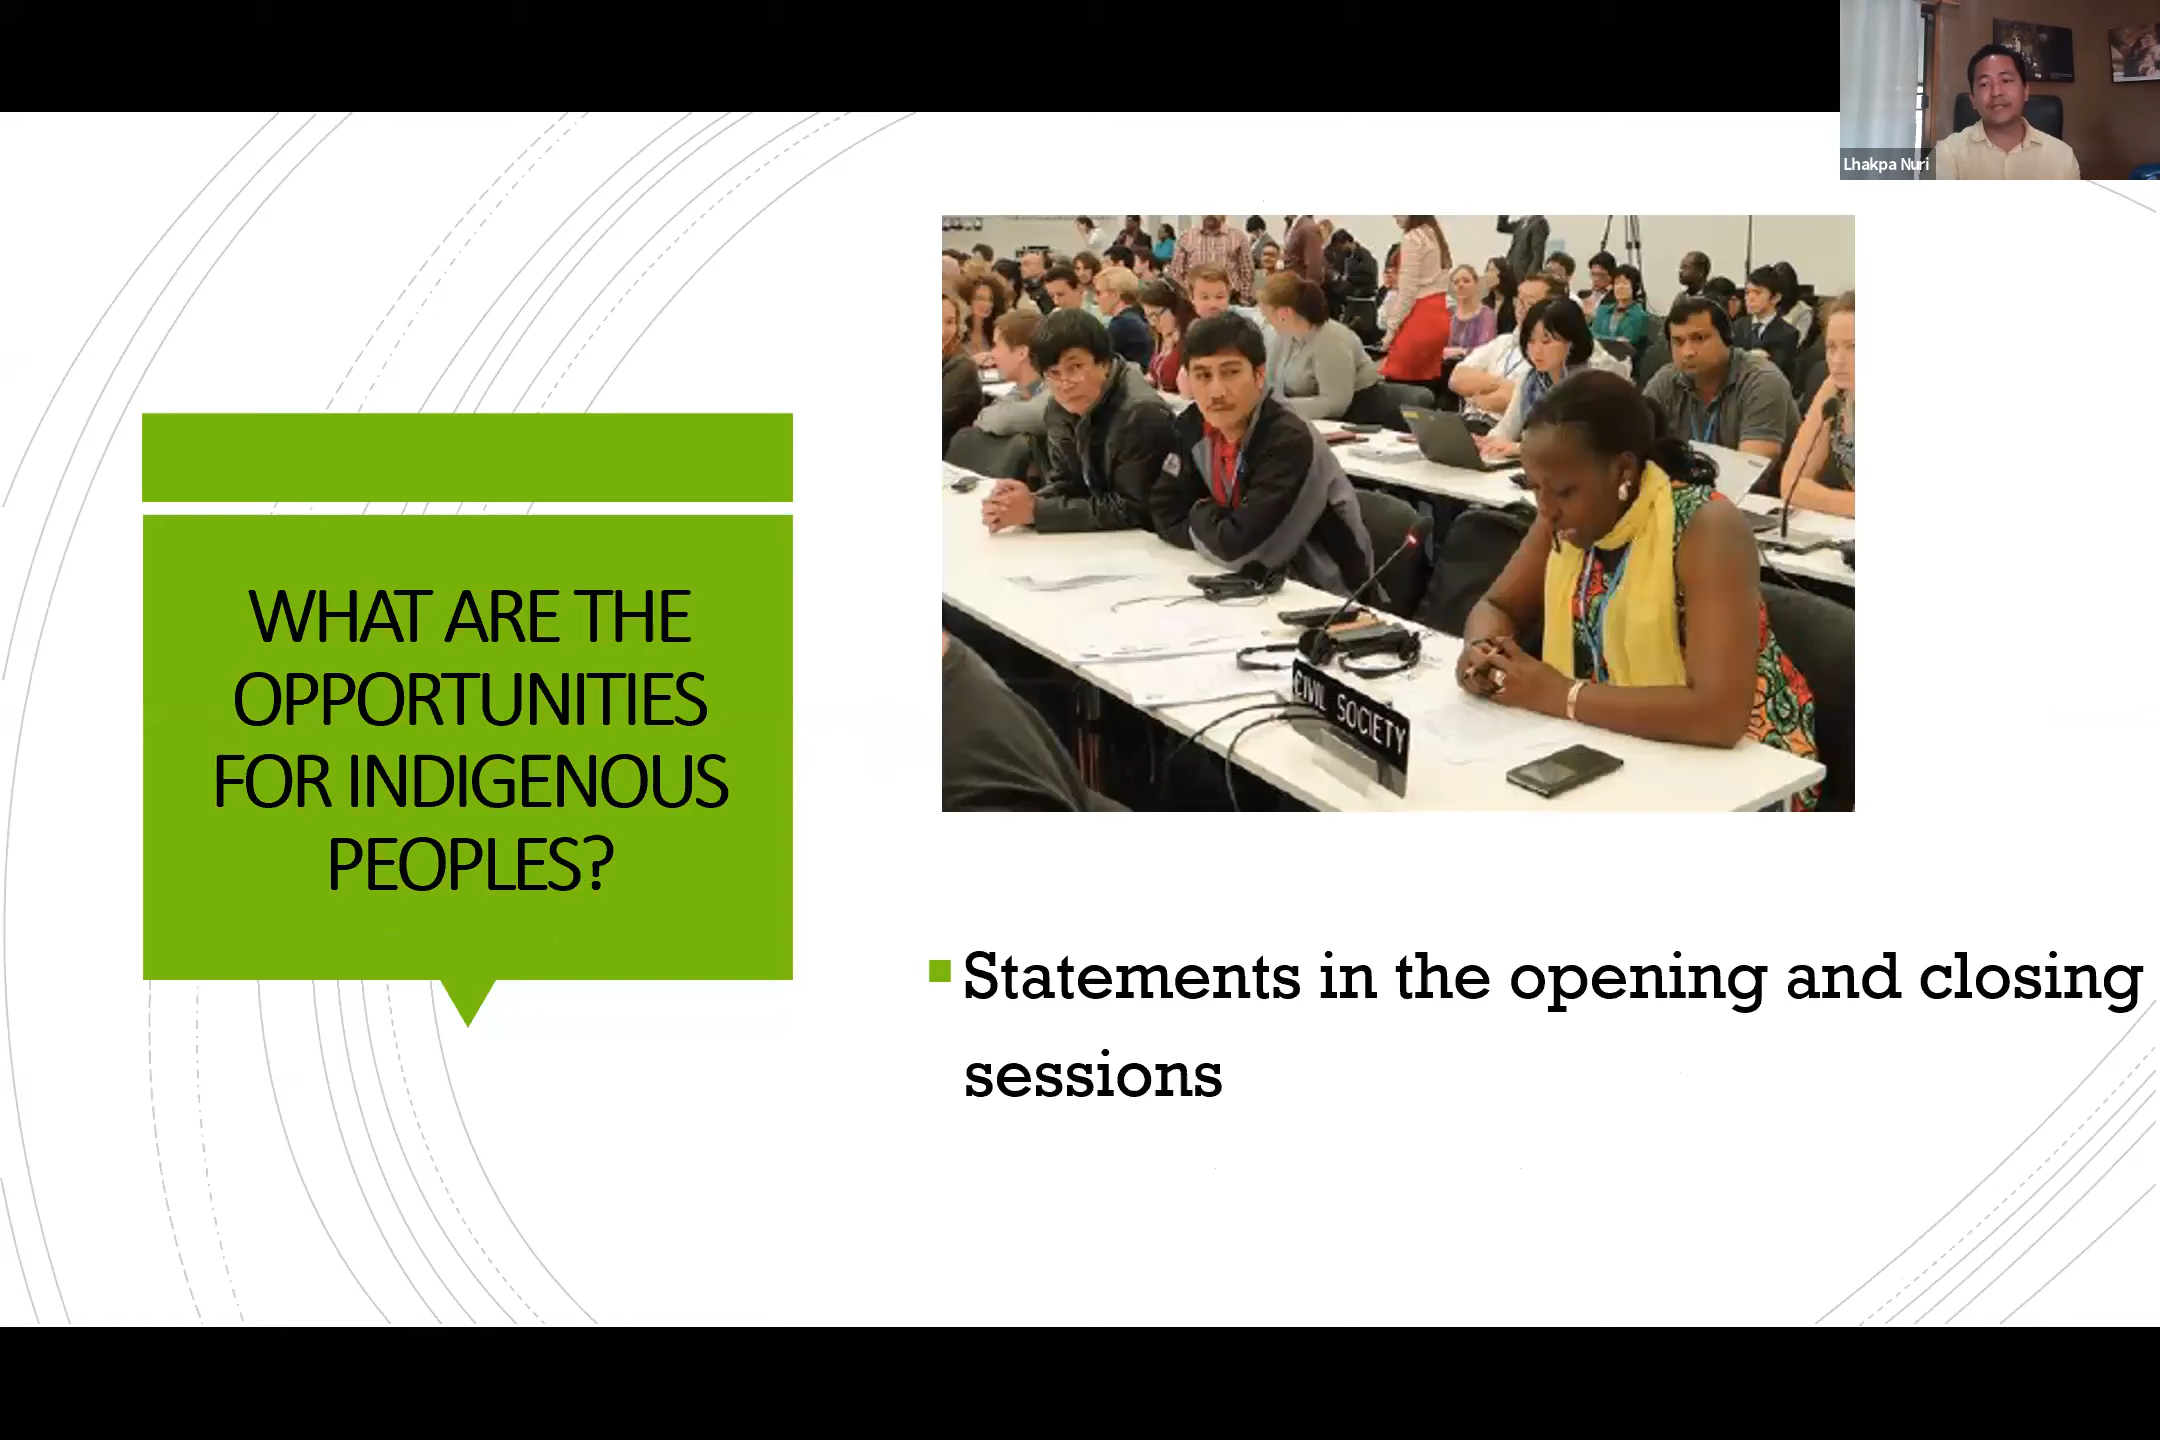 Lhakpa Nuri
WHAT ARE THE
OPPORTUNITIES
FOR INDIGENOUS
PEOPLES?
CIVIL SOCIETY
Statements in the opening and closing
sessions